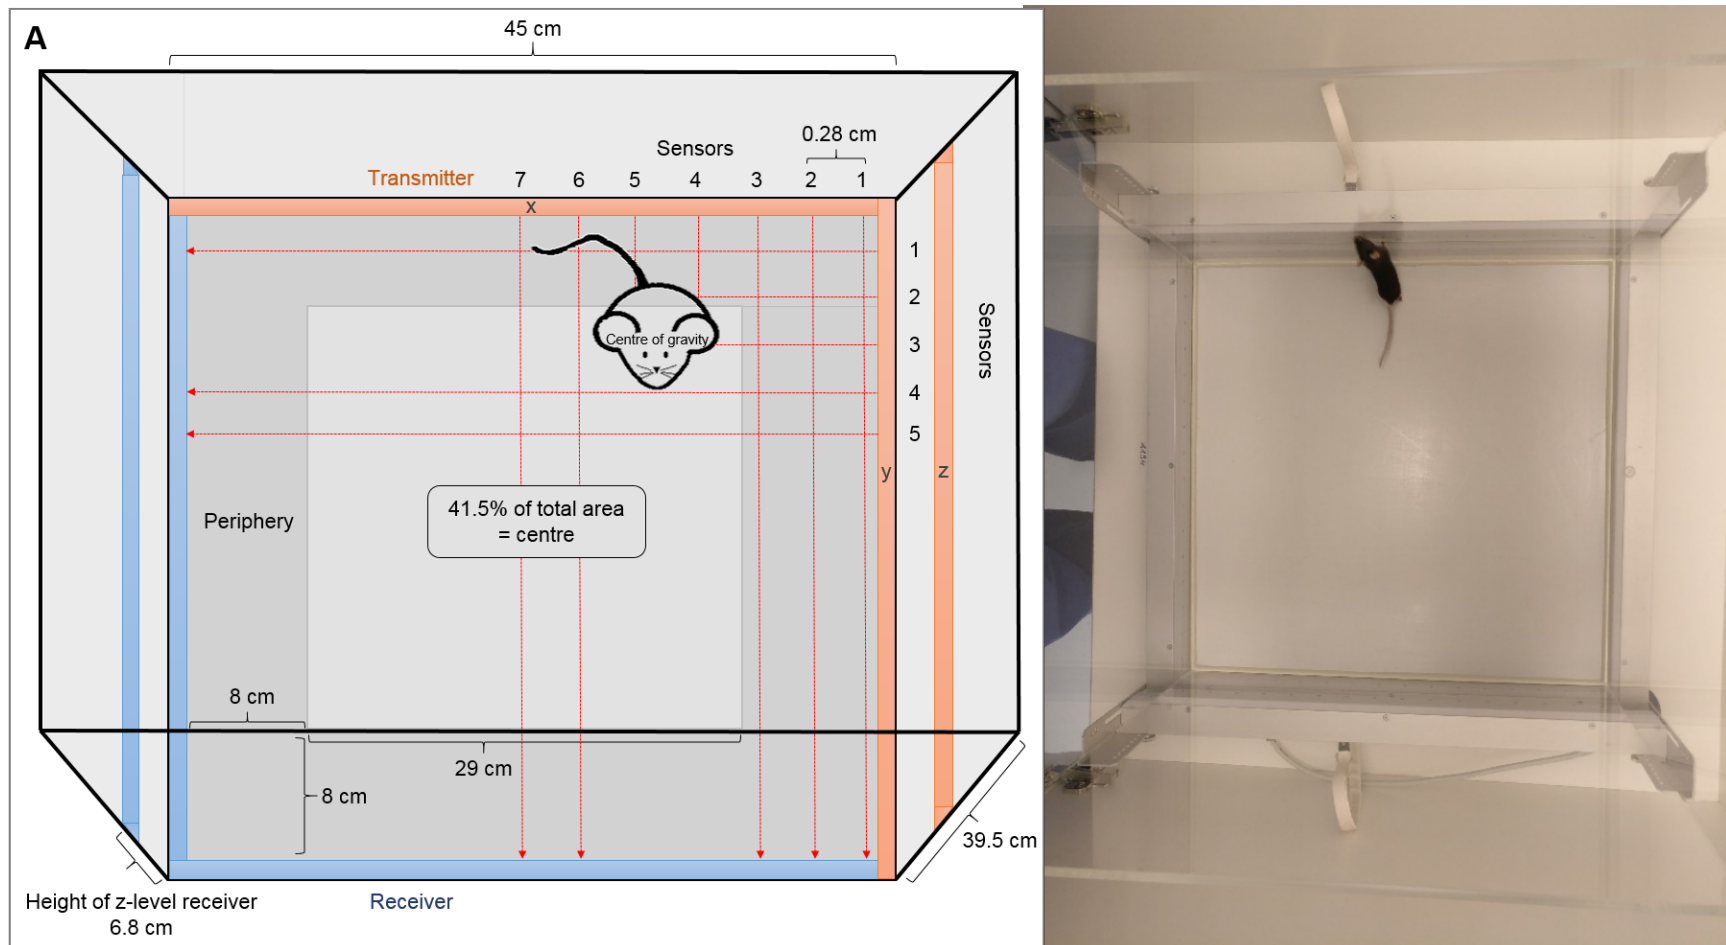 A
45 cm
0.28 cm
Sensors
Transmitter
7 6 5 4 3 2 1
x
1
2
3
4
5
Centre of gravity
Sensors
y
z
41.5% of total area
= centre
Periphery
8 cm
29 cm
8 cm
39.5 cm
Height of z-level receiver
6.8 cm
Receiver